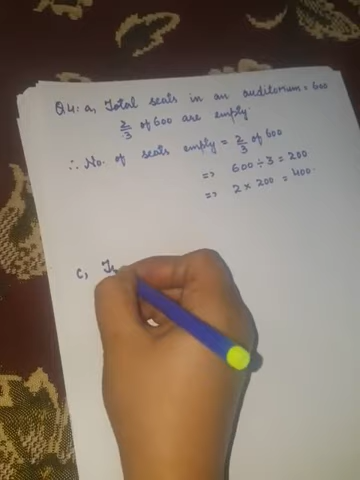 Q4: a, Total seats in an auditorium = 600
2/3 of 600 are empty.
∴ No. of seats empty = 2/3 of 600
=> 600 ÷ 3 = 200
=> 2 × 200 = 400.
c,